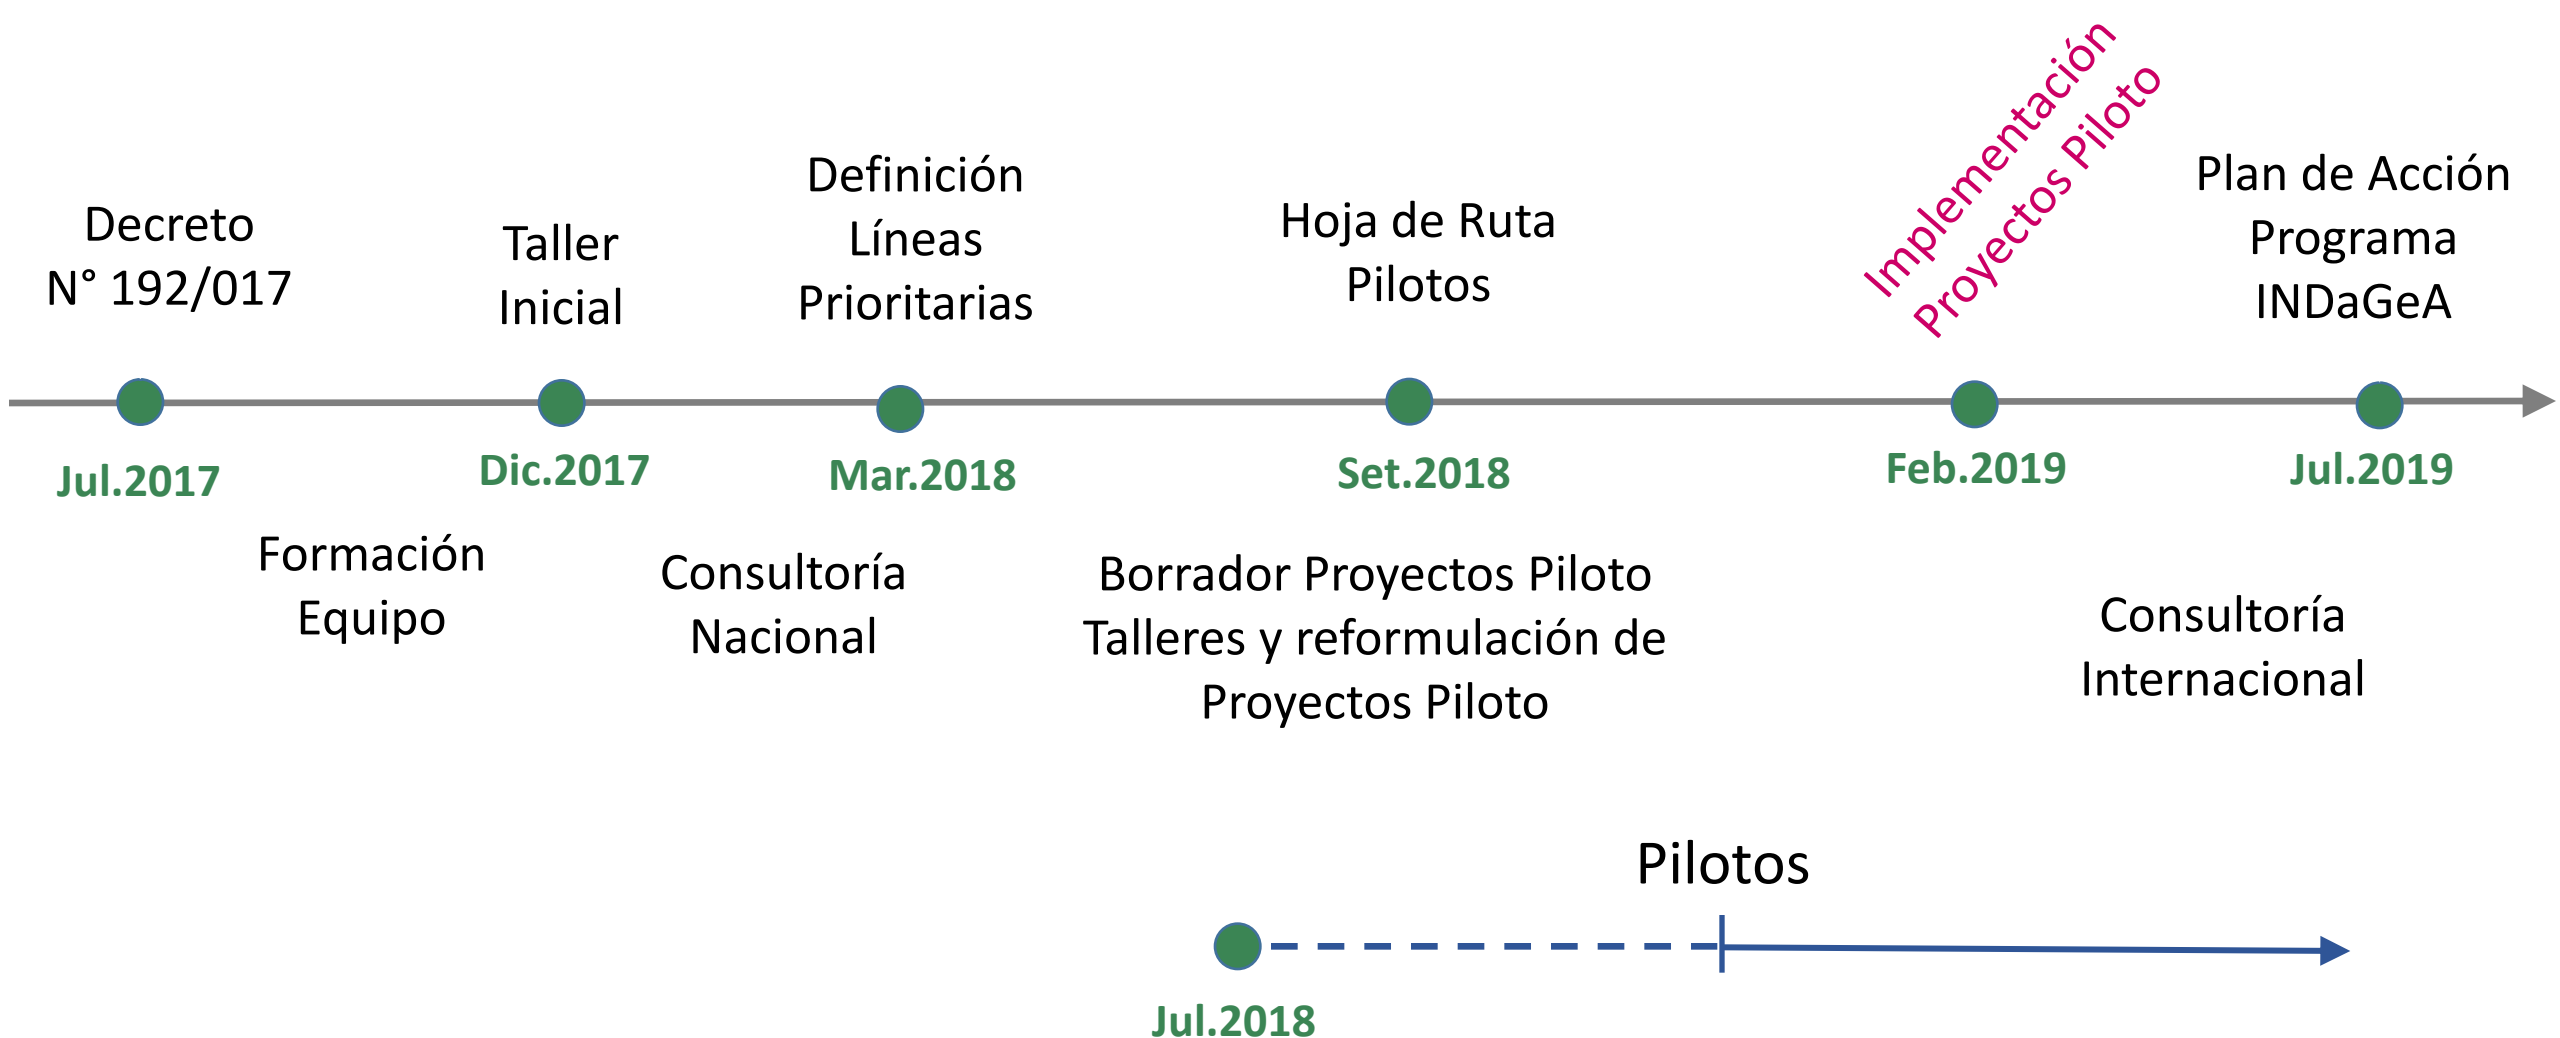 Decreto
N° 192/017
Taller
Inicial
Definición
Líneas
Prioritarias
Hoja de Ruta
Pilotos
Implementación
Proyectos Piloto
Plan de Acción
Programa
INDaGeA
Jul.2017
Dic.2017
Mar.2018
Set.2018
Feb.2019
Jul.2019
Formación
Equipo
Consultoría
Nacional
Borrador Proyectos Piloto
Talleres y reformulación de
Proyectos Piloto
Consultoría
Internacional
Pilotos
Jul.2018